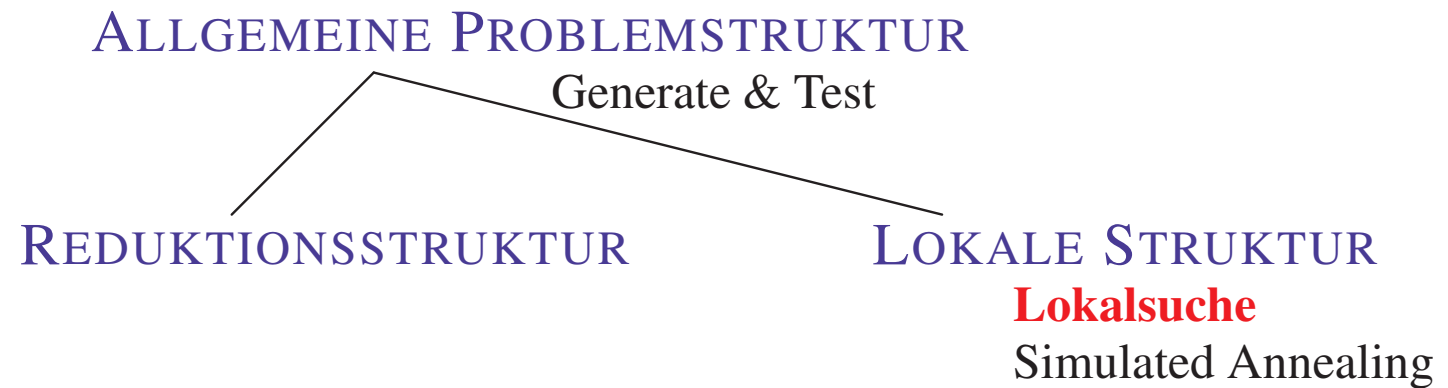 ALLGEMEINE PROBLEMSTRUKTUR
Generate & Test
REDUKTIONSSTRUKTUR
LOKALE STRUKTUR
Lokalsuche
Simulated Annealing